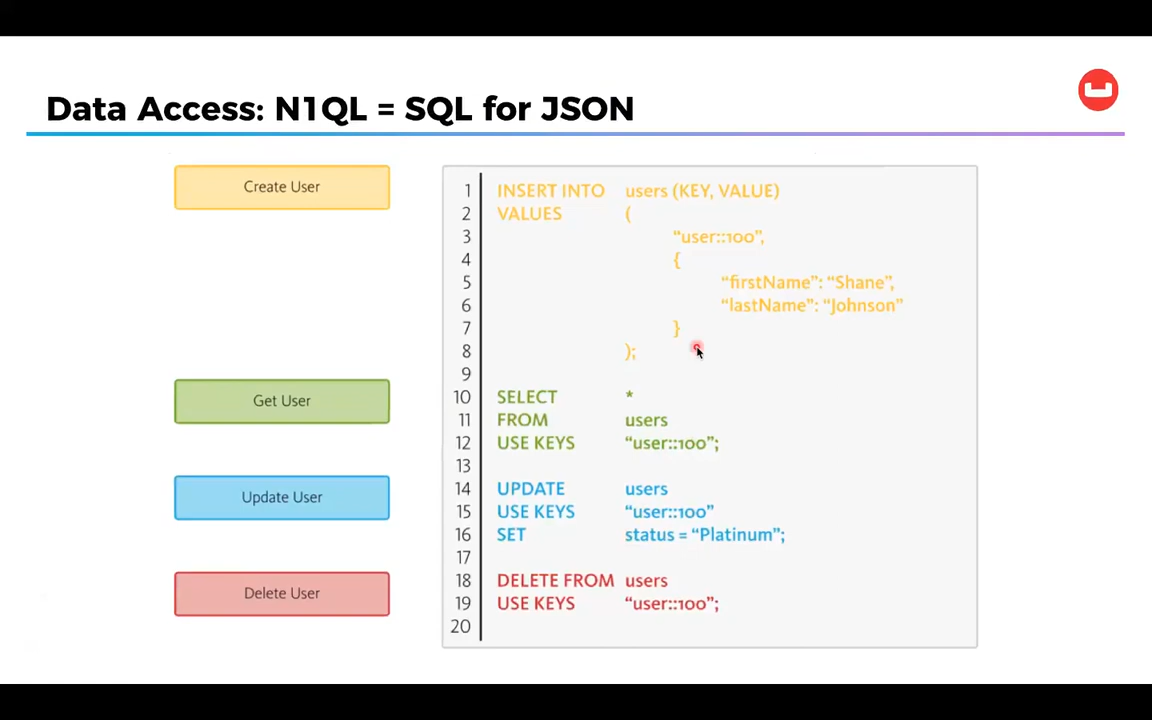 Data Access: N1QL = SQL for JSON
Create User
Get User
Update User
Delete User
1 INSERT INTO users (KEY, VALUE)
2 VALUES (
3 “user::100”,
4 {
5 “firstName”: “Shane”,
6 “lastName”: “Johnson”
7 }
8 );
9
10 SELECT *
11 FROM users
12 USE KEYS “user::100”;
13
14 UPDATE users
15 USE KEYS “user::100”
16 SET status = “Platinum”;
17
18 DELETE FROM users
19 USE KEYS “user::100”;
20